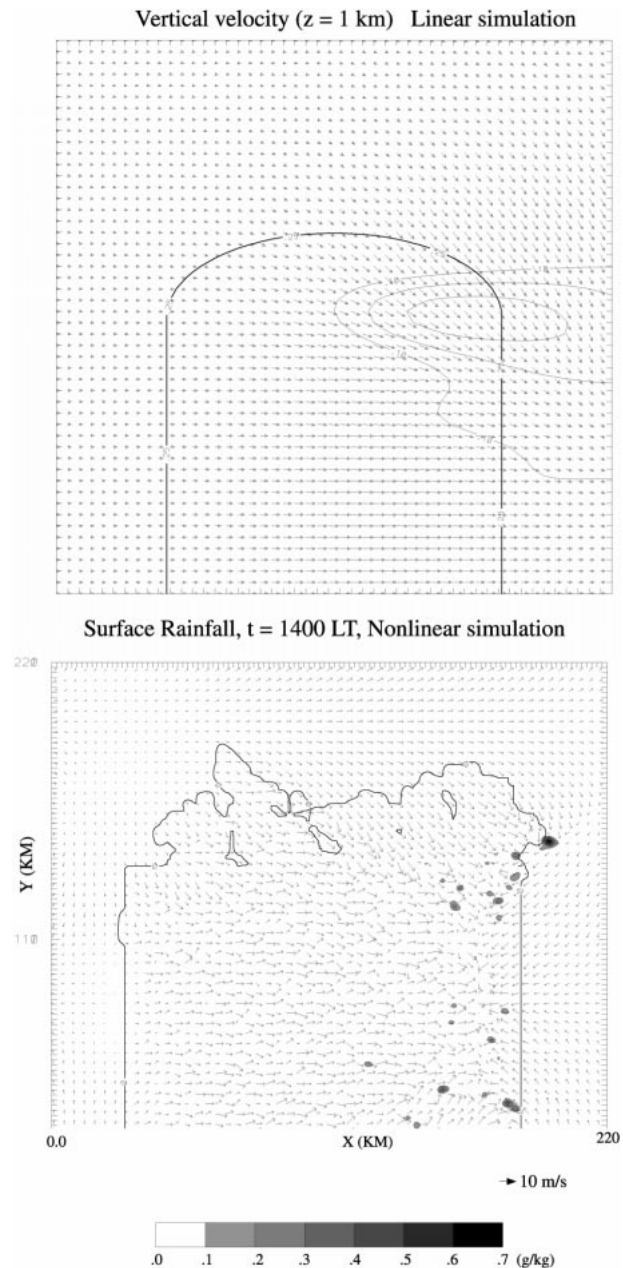 Vertical velocity (z = 1 km) Linear simulation
Surface Rainfall, t = 1400 LT, Nonlinear simulation
220
Y (KM)
110
0.0 X (KM) 220
10 m/s
.0 .1 .2 .3 .4 .5 .6 .7 (g/kg)